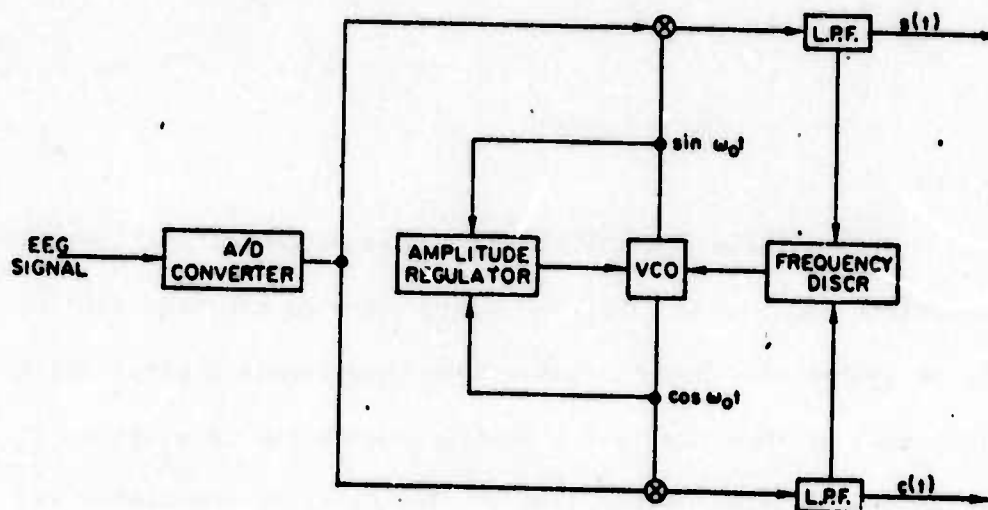 L.P.F.
s(t)
sin ω₀t
EEG
SIGNAL
A/D
CONVERTER
AMPLITUDE
REGULATOR
VCO
FREQUENCY
DISCR
cos ω₀t
L.P.F.
c(t)